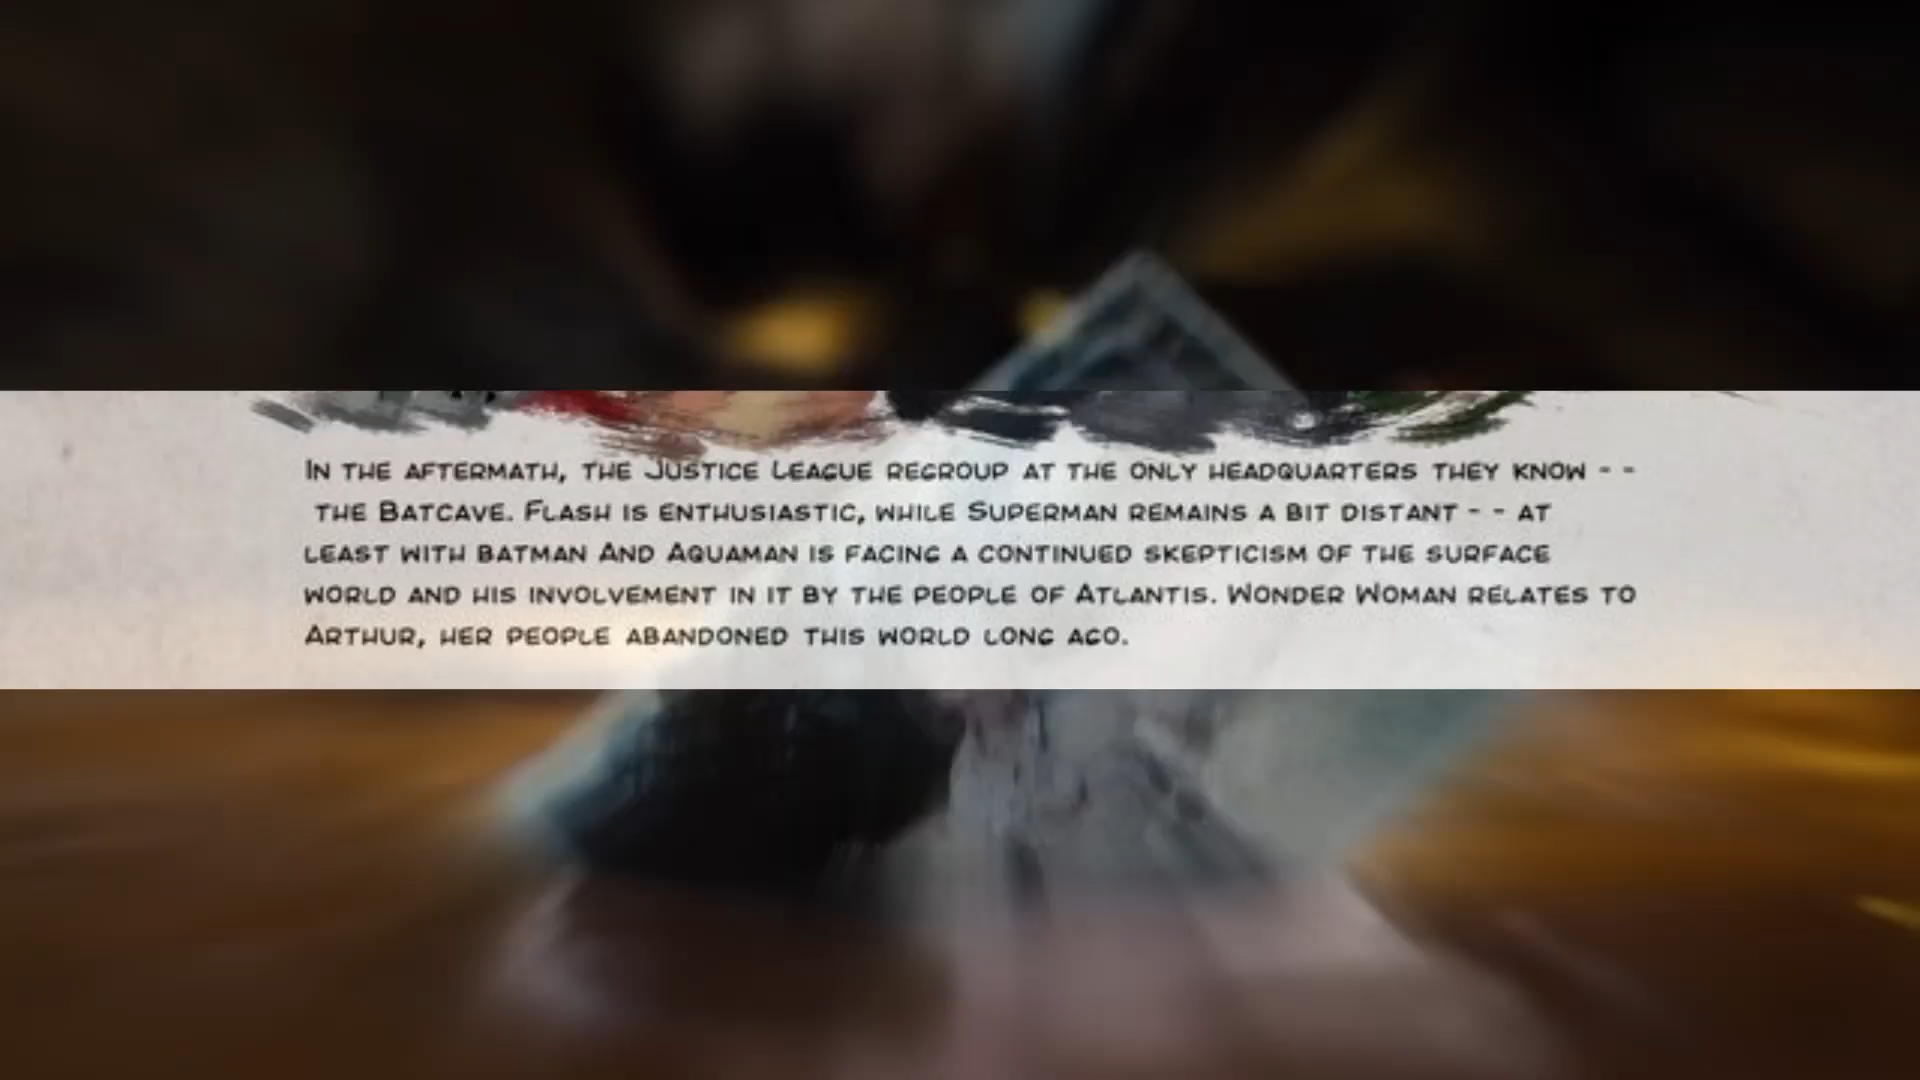 In the aftermath, the Justice League regroup at the only headquarters they know - -
the Batcave. Flash is enthusiastic, while Superman remains a bit distant - - at
least with batman And Aquaman is facing a continued skepticism of the surface
world and his involvement in it by the people of Atlantis. Wonder Woman relates to
Arthur, her people abandoned this world long ago.